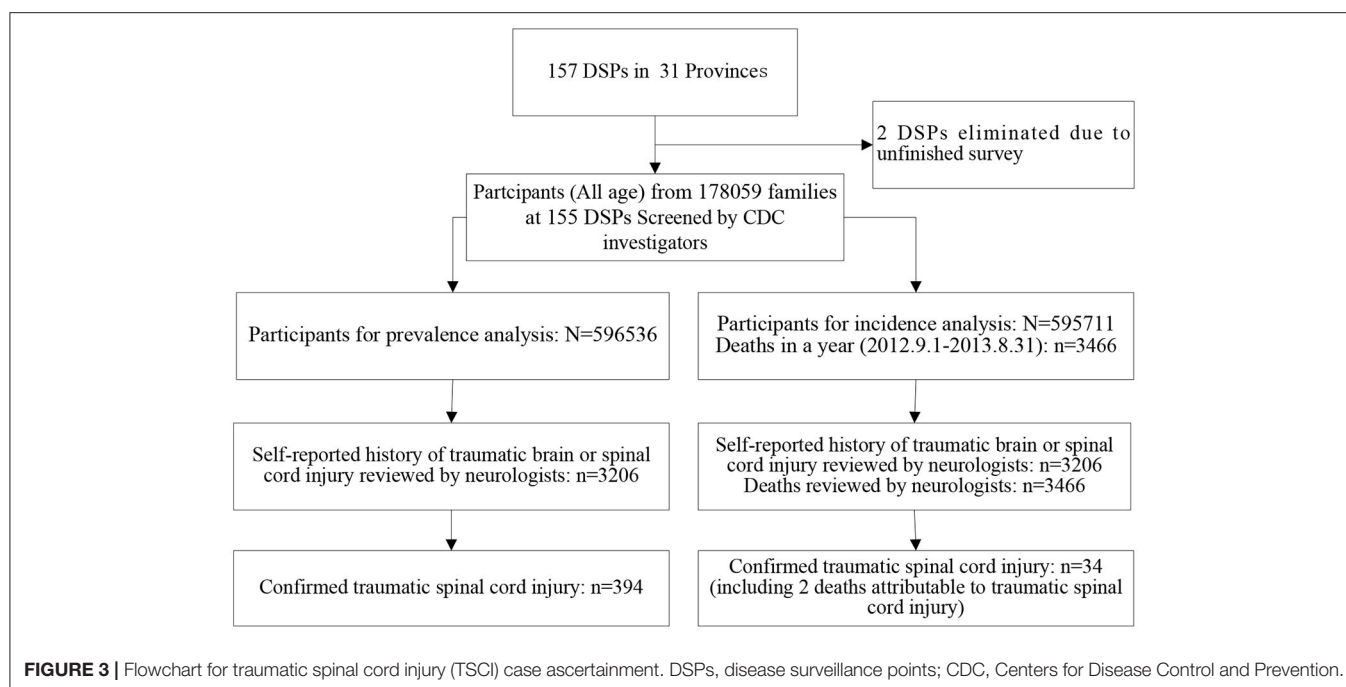 157 DSPs in 31 Provinces
2 DSPs eliminated due to
unfinished survey
Partcipants (All age) from 178059 families
at 155 DSPs Screened by CDC
investigators
Participants for prevalence analysis: N=596536
Participants for incidence analysis: N=595711
Deaths in a year (2012.9.1-2013.8.31): n=3466
Self-reported history of traumatic brain or spinal
cord injury reviewed by neurologists: n=3206
Self-reported history of traumatic brain or spinal
cord injury reviewed by neurologists: n=3206
Deaths reviewed by neurologists: n=3466
Confirmed traumatic spinal cord injury: n=394
Confirmed traumatic spinal cord injury: n=34
(including 2 deaths attributable to traumatic spinal
cord injury)
FIGURE 3 | Flowchart for traumatic spinal cord injury (TSCI) case ascertainment. DSPs, disease surveillance points; CDC, Centers for Disease Control and Prevention.